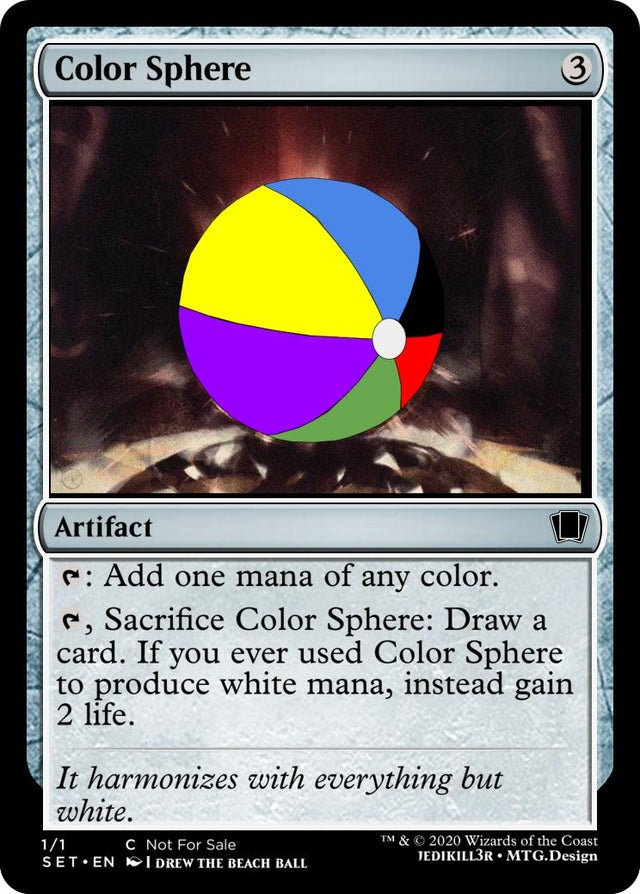 Color Sphere 3
Artifact
: Add one mana of any color.
, Sacrifice Color Sphere: Draw a
card. If you ever used Color Sphere
to produce white mana, instead gain
2 life.
It harmonizes with everything but
white.
1/1 C Not For Sale
SET • EN I DREW THE BEACH BALL
™ & © 2020 Wizards of the Coast
JEDIKILL3R • MTG.Design